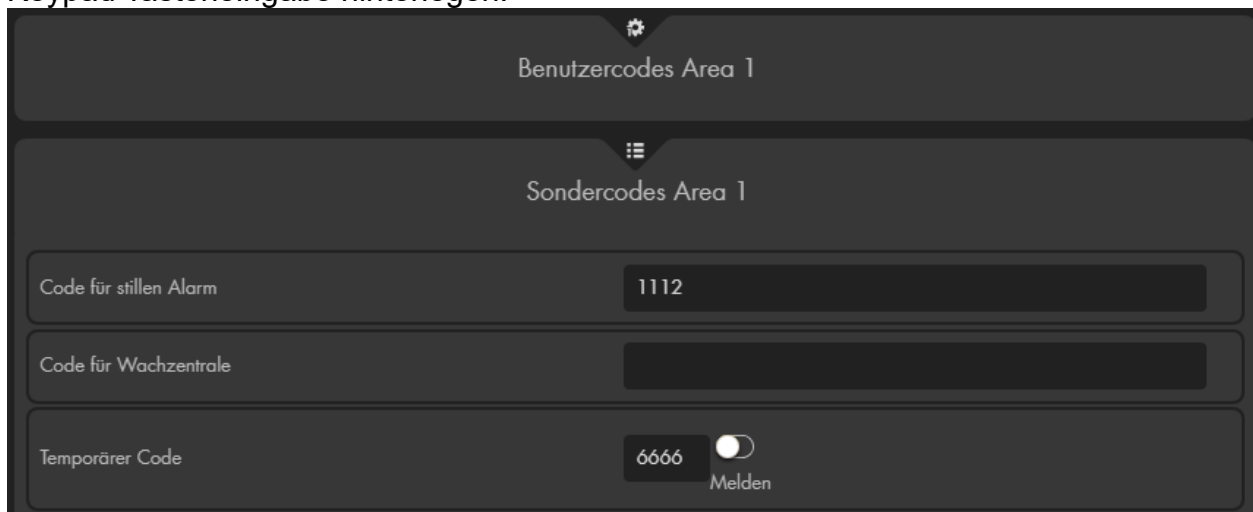 Benutzercodes Area 1
Sondercodes Area 1
Code für stillen Alarm 1112
Code für Wachzentrale
Temporärer Code 6666
Melden